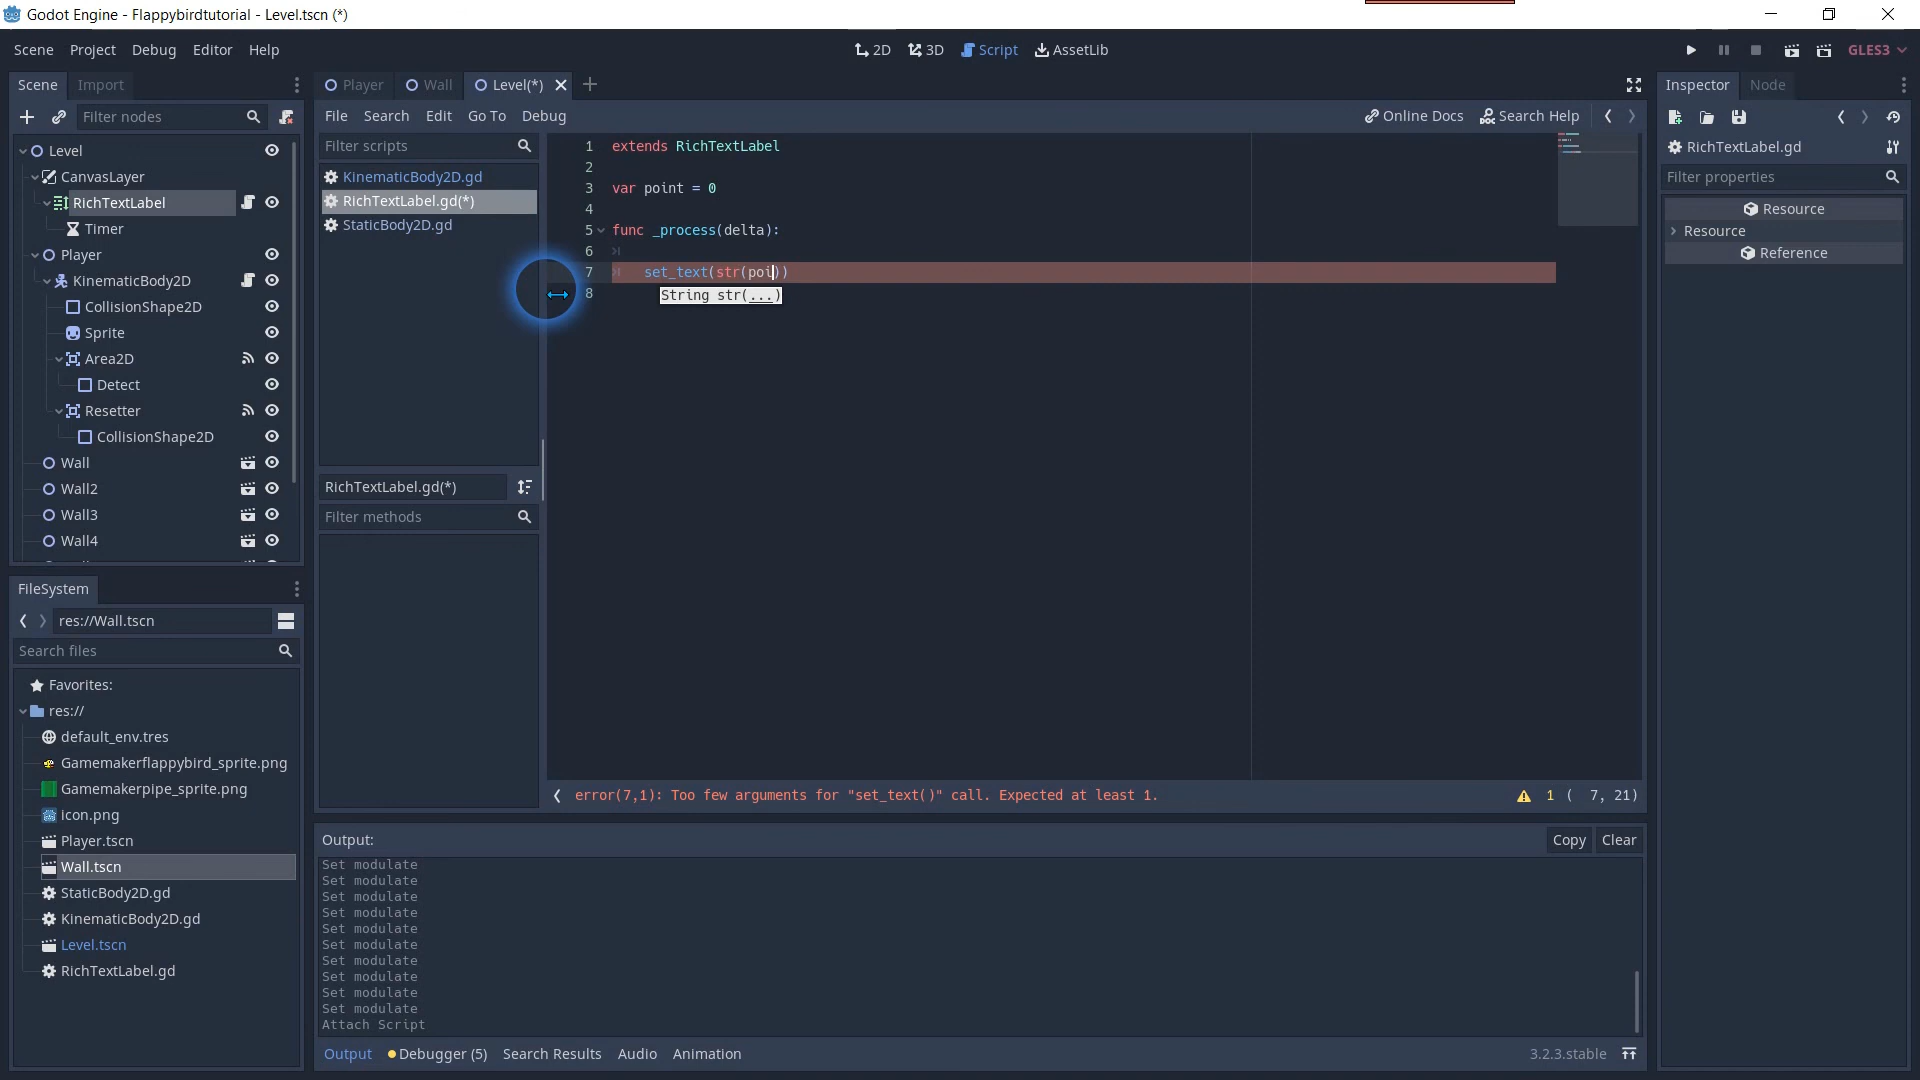 Godot Engine - Flappybirdtutorial - Level.tscn (*)
Scene Project Debug Editor Help
2D 3D Script AssetLib
GLES3
Scene Import
Filter nodes
Level
CanvasLayer
RichTextLabel
Timer
Player
KinematicBody2D
CollisionShape2D
Sprite
Area2D
Detect
Resetter
CollisionShape2D
Wall
Wall2
Wall3
Wall4
FileSystem
res://Wall.tscn
Search files
Favorites:
res://
default_env.tres
Gamemakerflappybird_sprite.png
Gamemakerpipe_sprite.png
icon.png
Player.tscn
Wall.tscn
StaticBody2D.gd
KinematicBody2D.gd
Level.tscn
RichTextLabel.gd
Player Wall Level(*)
File Search Edit Go To Debug
Online Docs Search Help
Filter scripts
KinematicBody2D.gd
RichTextLabel.gd(*)
StaticBody2D.gd
RichTextLabel.gd(*)
Filter methods
1 extends RichTextLabel
2
3 var point = 0
4
5 func _process(delta):
6
7 set_text(str(poi))
8 String str(...)
error(7,1): Too few arguments for "set_text()" call. Expected at least 1.
1 ( 7, 21)
Output:
Copy Clear
Set modulate
Set modulate
Set modulate
Set modulate
Set modulate
Set modulate
Set modulate
Set modulate
Set modulate
Set modulate
Attach Script
Output Debugger (5) Search Results Audio Animation
3.2.3.stable
Inspector Node
RichTextLabel.gd
Filter properties
Resource
Resource
Reference